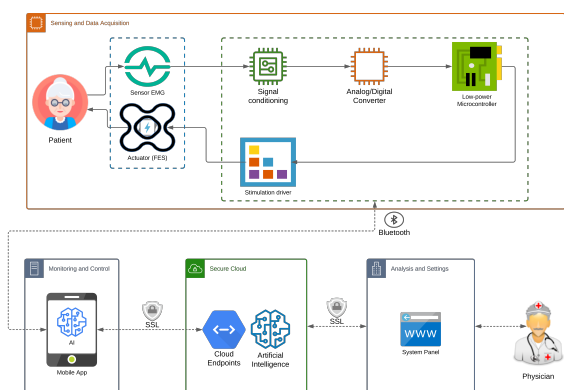 Sensing and Data Acquisition
Sensor EMG
Signal
conditioning
Analog/Digital
Converter
Low-power
Microcontroller
Patient
Actuator (FES)
Stimulation driver
Bluetooth
Monitoring and Control
Secure Cloud
Analysis and Settings
SSL
SSL
AI
WWW
Mobile App
Cloud
Endpoints
Artificial
Intelligence
System Panel
Physician